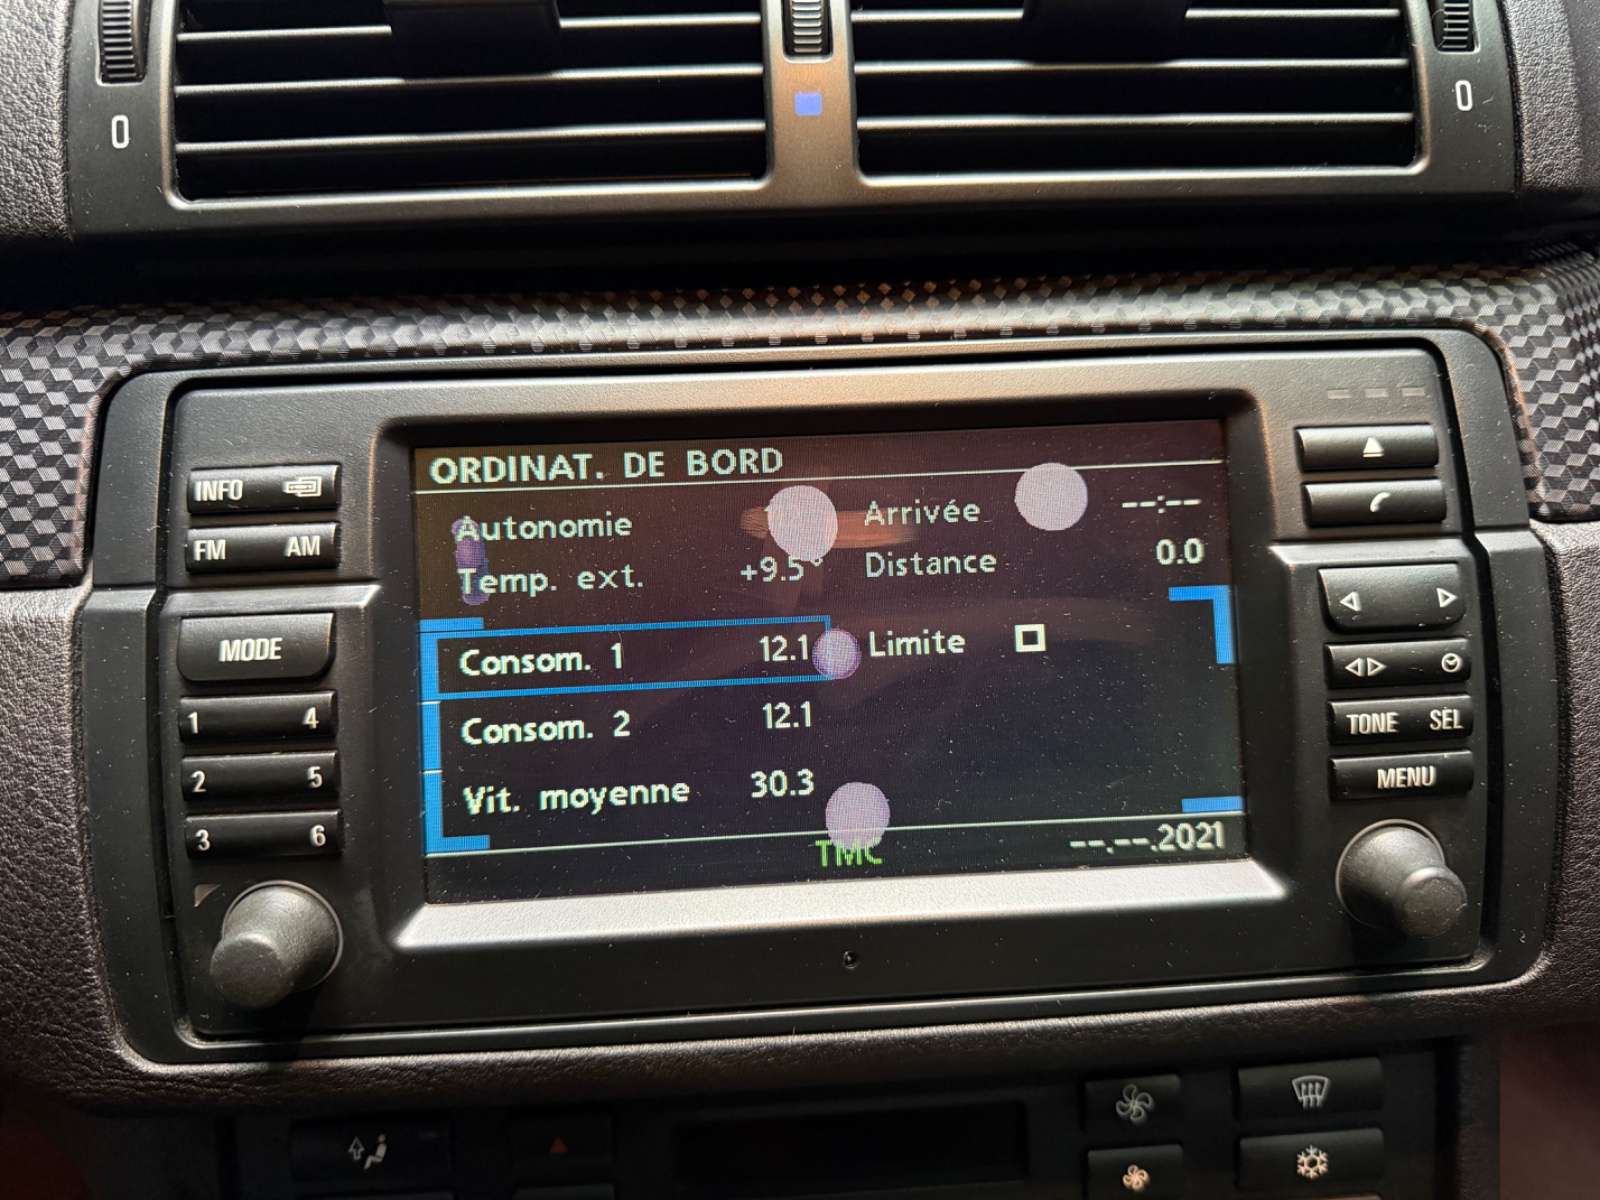 0
0
ORDINAT. DE BORD
Autonomie
Arrivée --:--
Temp. ext. +9.5°
Distance 0.0
Consom. 1 12.1
Limite
Consom. 2 12.1
Vit. moyenne 30.3
TMC
--.--.2021
INFO
FM AM
MODE
1 4
2 5
3 6
TONE SEL
MENU